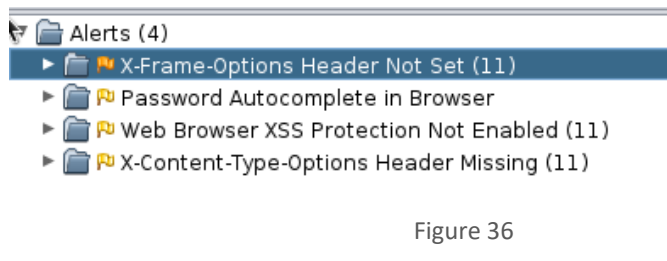 Alerts (4)
X-Frame-Options Header Not Set (11)
Password Autocomplete in Browser
Web Browser XSS Protection Not Enabled (11)
X-Content-Type-Options Header Missing (11)
Figure 36